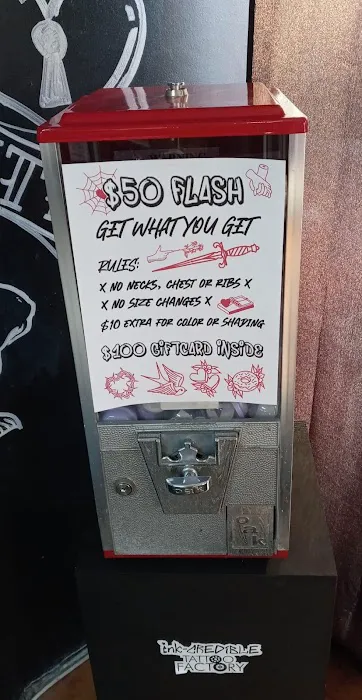 $50 FLASH
GET WHAT YOU GET
RULES:
X NO NECKS, CHEST OR RIBS X
X NO SIZE CHANGES X
$10 EXTRA FOR COLOR OR SHADING
$100 GIFTCARD INSIDE
ink-CREDIBLE
TATTOO
FACTORY